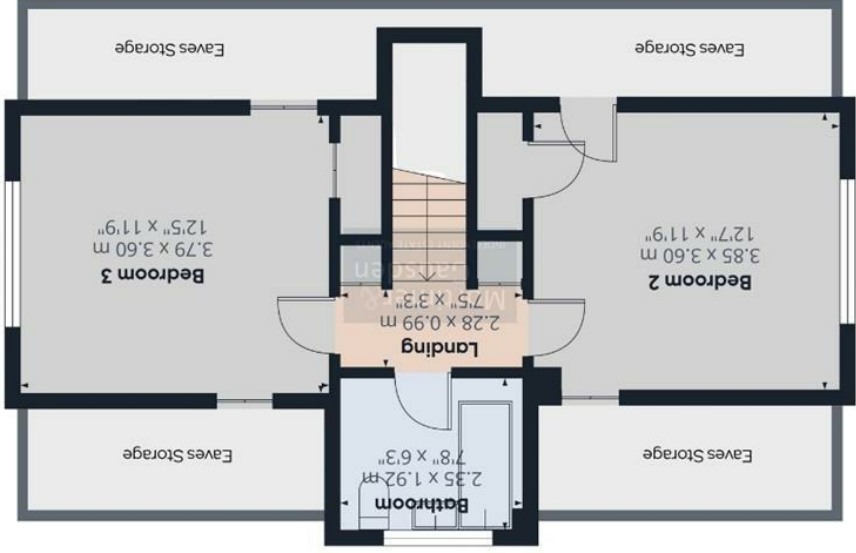 Bathroom
2.35 x 1.92 m
7'8" x 6'3"
Eaves Storage
Eaves Storage
Landing
2.28 x 0.99 m
7'5" x 3'3"
Gausden
Bedroom 2
3.85 x 3.60 m
12'7" x 11'9"
Bedroom 3
3.79 x 3.60 m
12'5" x 11'9"
Eaves Storage
Eaves Storage